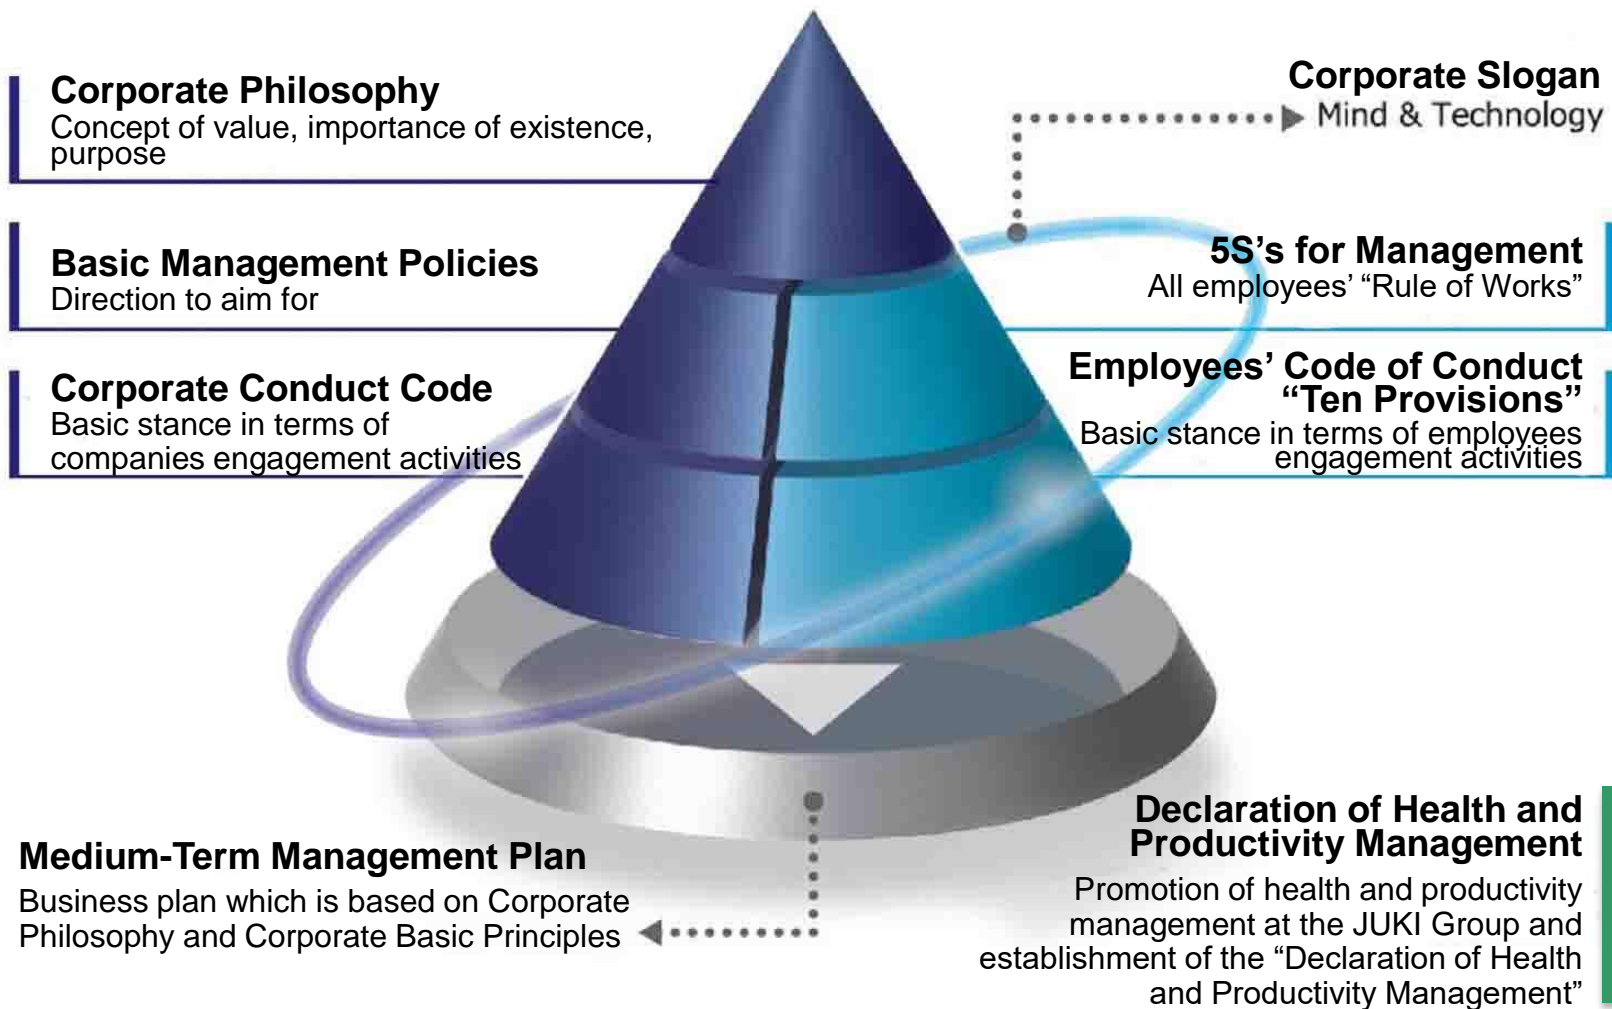 Corporate Philosophy
Concept of value, importance of existence,
purpose
Corporate Slogan
Mind & Technology
Basic Management Policies
Direction to aim for
5S’s for Management
All employees’ “Rule of Works”
Corporate Conduct Code
Basic stance in terms of
companies engagement activities
Employees’ Code of Conduct
“Ten Provisions”
Basic stance in terms of employees
engagement activities
Medium-Term Management Plan
Business plan which is based on Corporate
Philosophy and Corporate Basic Principles
Declaration of Health and
Productivity Management
Promotion of health and productivity
management at the JUKI Group and
establishment of the “Declaration of Health
and Productivity Management”